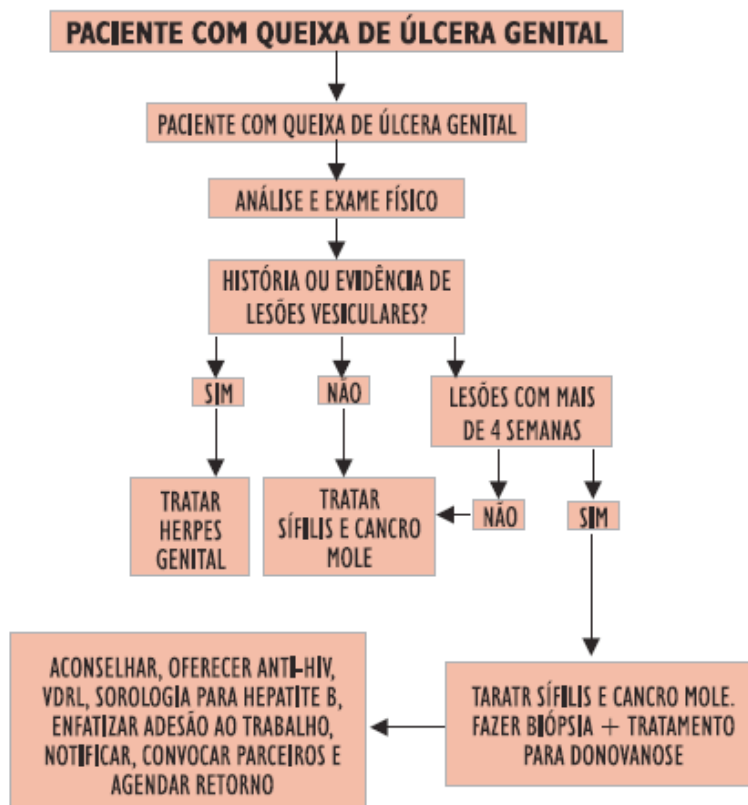 PACIENTE COM QUEIXA DE ÚLCERA GENITAL
PACIENTE COM QUEIXA DE ÚLCERA GENITAL
ANÁLISE E EXAME FÍSICO
HISTÓRIA OU EVIDÊNCIA DE
LESÕES VESICULARES?
SIM
NÃO
LESÕES COM MAIS
DE 4 SEMANAS
TRATAR
HERPES
GENITAL
TRATAR
SÍFILIS E CANCRO
MOLE
NÃO
SIM
ACONSELHAR, OFERECER ANTI-HIV,
VDRL, SOROLOGIA PARA HEPATITE B,
ENFATIZAR ADESÃO AO TRABALHO,
NOTIFICAR, CONVOCAR PARCEIROS E
AGENDAR RETORNO
TARATR SÍFILIS E CANCRO MOLE.
FAZER BIÓPSIA + TRATAMENTO
PARA DONOVANOSE